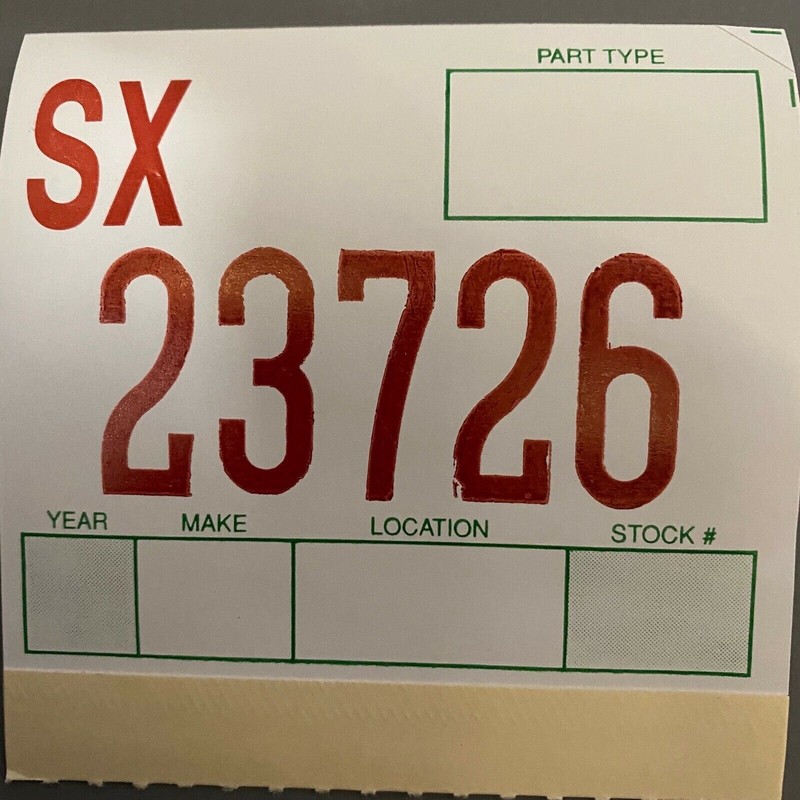 PART TYPE
SX
23726
YEAR MAKE LOCATION STOCK #